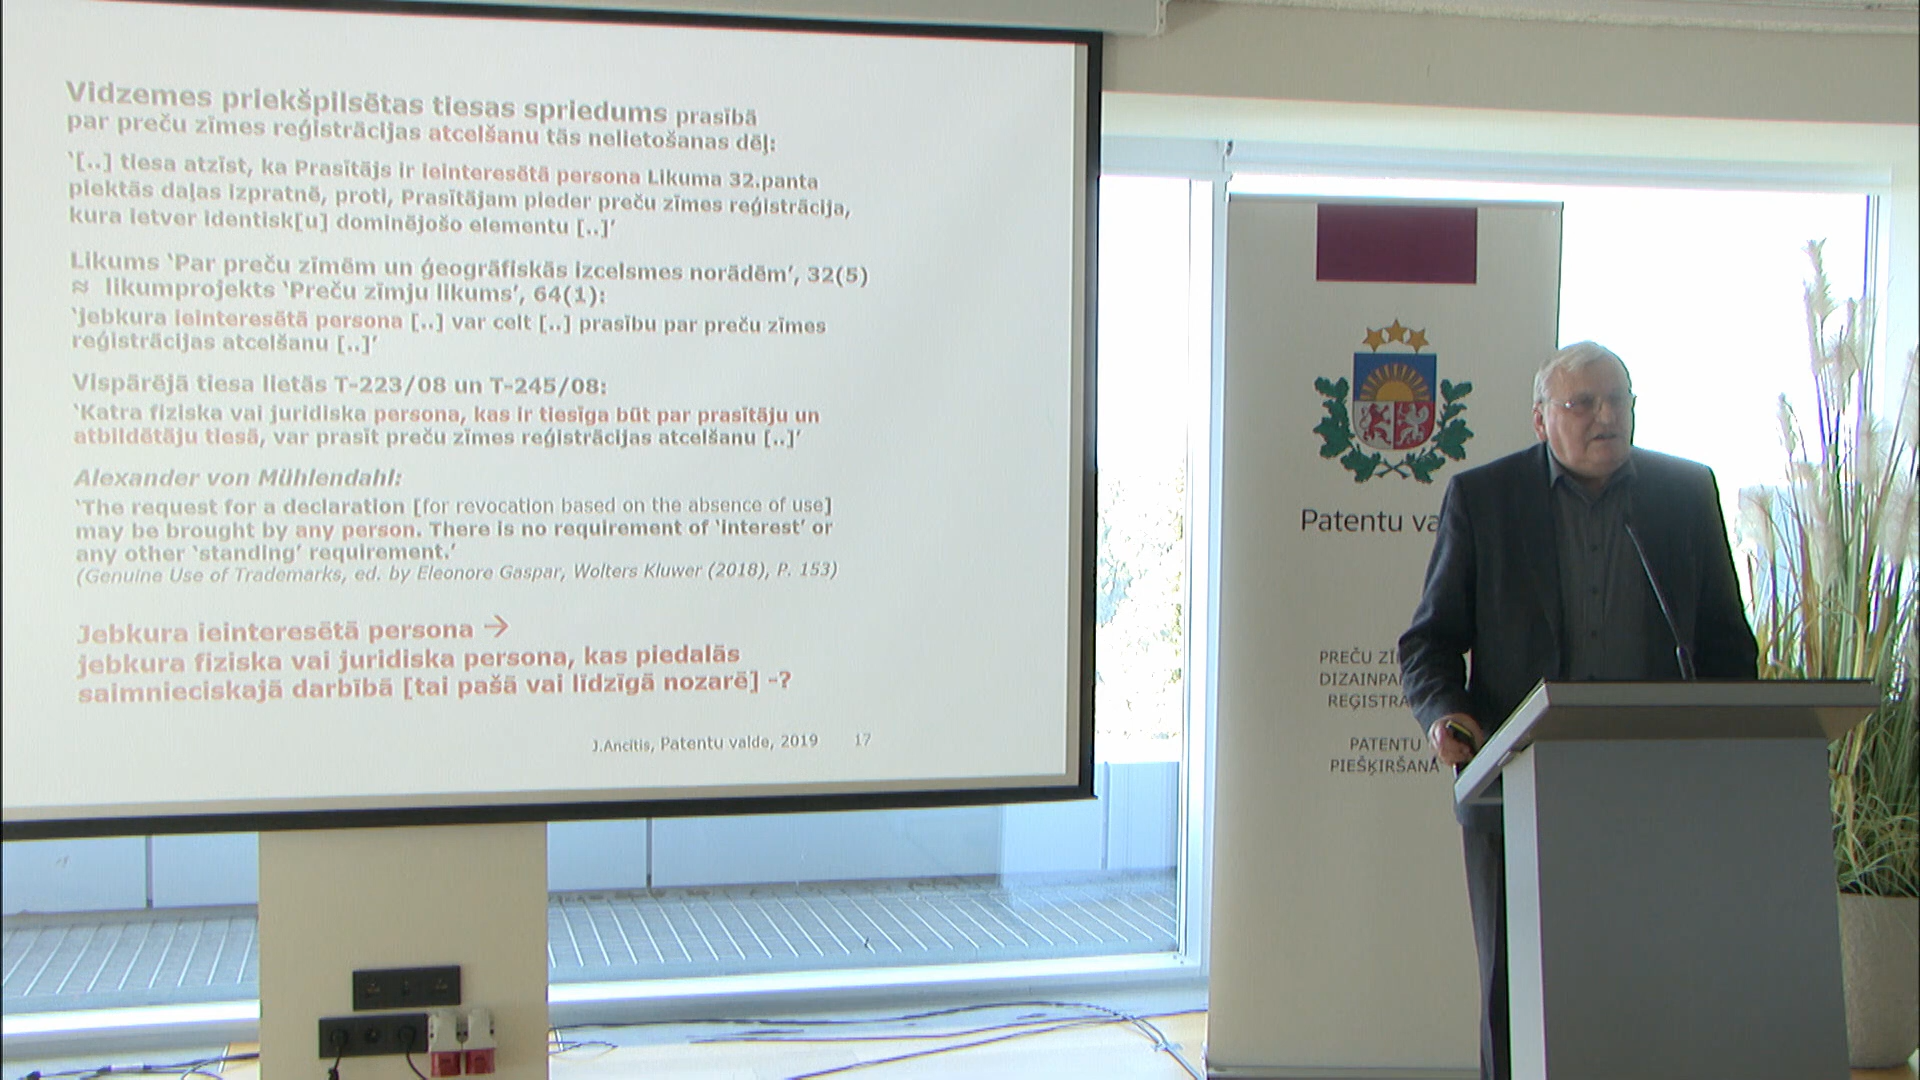 Vidzemes priekšpilsētas tiesas spriedums prasībā
par preču zīmes reģistrācijas atcelšanu tās nelietošanas dēļ:
‘[..] tiesa atzīst, ka Prasītājs ir ieinteresētā persona Likuma 32.panta
piektās daļas izpratnē, proti, Prasītājam pieder preču zīmes reģistrācija,
kura ietver identisk[u] dominējošo elementu [..]’
Likums ‘Par preču zīmēm un ģeogrāfiskās izcelsmes norādēm’, 32(5)
≈ likumprojekts ‘Preču zīmju likums’, 64(1):
‘jebkura ieinteresētā persona [..] var celt [..] prasību par preču zīmes
reģistrācijas atcelšanu [..]’
Vispārējā tiesa lietās T-223/08 un T-245/08:
‘Katra fiziska vai juridiska persona, kas ir tiesīga būt par prasītāju un
atbildētāju tiesā, var prasīt preču zīmes reģistrācijas atcelšanu [..]’
Alexander von Mühlendahl:
‘The request for a declaration [for revocation based on the absence of use]
may be brought by any person. There is no requirement of ‘interest’ or
any other ‘standing’ requirement.’
(Genuine Use of Trademarks, ed. by Eleonore Gaspar, Wolters Kluwer (2018), P. 153)
Jebkura ieinteresētā persona →
jebkura fiziska vai juridiska persona, kas piedalās
saimnieciskajā darbībā [tai pašā vai līdzīgā nozarē] -?
J.Ancītis, Patentu valde, 2019 17
Patentu va
PREČU ZĪ
DIZAINPA
REĢISTRĀ
PATENTU
PIEŠĶIRŠANA